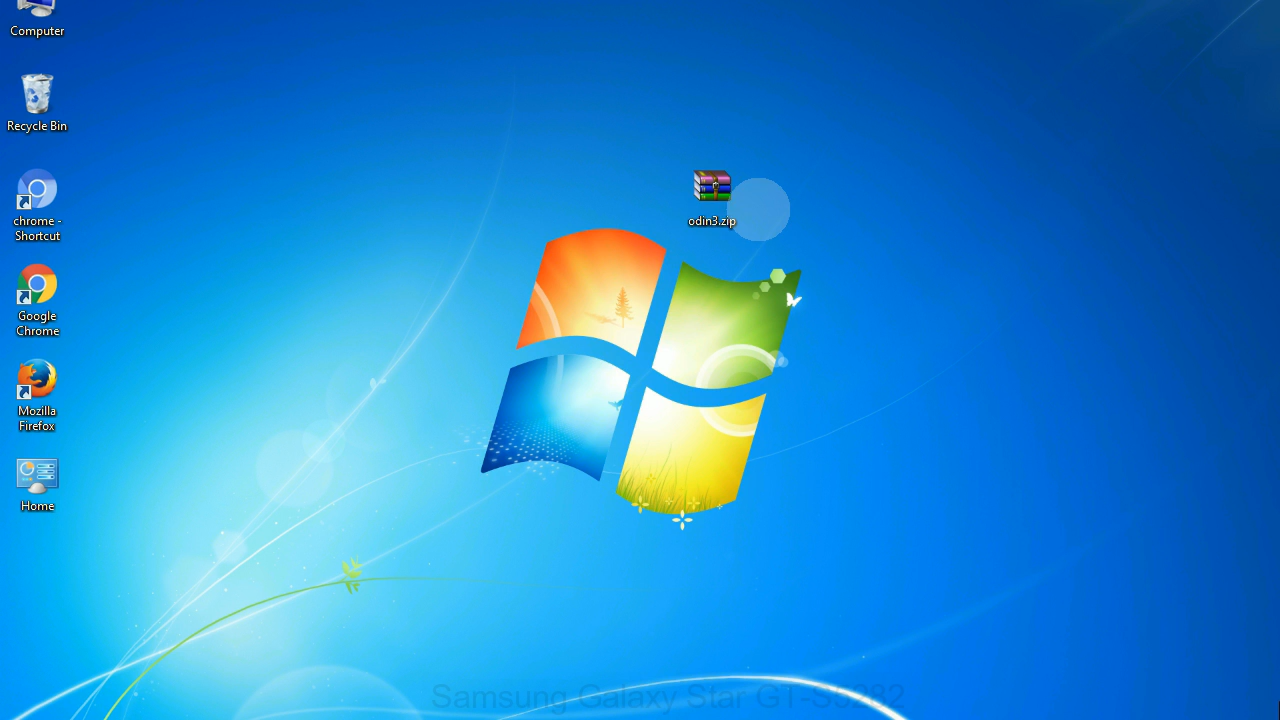 Computer
Recycle Bin
chrome -
Shortcut
Google
Chrome
Mozilla
Firefox
Home
odin3.zip
Samsung Galaxy Star GT-S5282